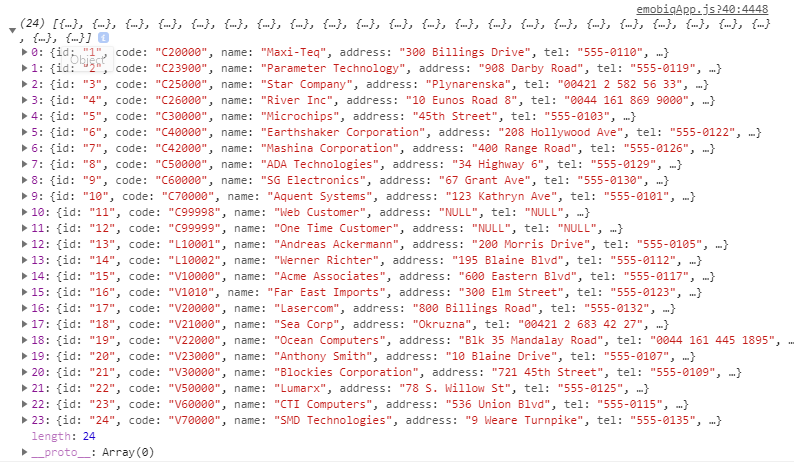 emobiqApp.js?40:4448
(24) [{…}, {…}, {…}, {…}, {…}, {…}, {…}, {…}, {…}, {…}, {…}, {…}, {…}, {…}, {…}, {…}, {…}, {…}, {…}, {…}, {…}, {…}
, {…}, {…}] i
0: {id: "1", code: "C20000", name: "Maxi-Teq", address: "300 Billings Drive", tel: "555-0110", …}
Object
1: {id: "2", code: "C23900", name: "Parameter Technology", address: "908 Darby Road", tel: "555-0119", …}
2: {id: "3", code: "C25000", name: "Star Company", address: "Plynarenska", tel: "00421 2 582 56 33", …}
3: {id: "4", code: "C26000", name: "River Inc", address: "10 Eunos Road 8", tel: "0044 161 869 9000", …}
4: {id: "5", code: "C30000", name: "Microchips", address: "45th Street", tel: "555-0103", …}
5: {id: "6", code: "C40000", name: "Earthshaker Corporation", address: "208 Hollywood Ave", tel: "555-0122", …}
6: {id: "7", code: "C42000", name: "Mashina Corporation", address: "400 Range Road", tel: "555-0126", …}
7: {id: "8", code: "C50000", name: "ADA Technologies", address: "34 Highway 6", tel: "555-0129", …}
8: {id: "9", code: "C60000", name: "SG Electronics", address: "67 Grant Ave", tel: "555-0130", …}
9: {id: "10", code: "C70000", name: "Aquent Systems", address: "123 Kathryn Ave", tel: "555-0101", …}
10: {id: "11", code: "C99998", name: "Web Customer", address: "NULL", tel: "NULL", …}
11: {id: "12", code: "C99999", name: "One Time Customer", address: "NULL", tel: "NULL", …}
12: {id: "13", code: "L10001", name: "Andreas Ackermann", address: "200 Morris Drive", tel: "555-0105", …}
13: {id: "14", code: "L10002", name: "Werner Richter", address: "195 Blaine Blvd", tel: "555-0112", …}
14: {id: "15", code: "V10000", name: "Acme Associates", address: "600 Eastern Blvd", tel: "555-0117", …}
15: {id: "16", code: "V1010", name: "Far East Imports", address: "300 Elm Street", tel: "555-0123", …}
16: {id: "17", code: "V20000", name: "Lasercom", address: "800 Billings Road", tel: "555-0132", …}
17: {id: "18", code: "V21000", name: "Sea Corp", address: "Okruzna", tel: "00421 2 683 42 27", …}
18: {id: "19", code: "V22000", name: "Ocean Computers", address: "Blk 35 Mandalay Road", tel: "0044 161 445 1895", …
19: {id: "20", code: "V23000", name: "Anthony Smith", address: "10 Blaine Drive", tel: "555-0107", …}
20: {id: "21", code: "V30000", name: "Blockies Corporation", address: "721 45th Street", tel: "555-0109", …}
21: {id: "22", code: "V50000", name: "Lumarx", address: "78 S. Willow St", tel: "555-0125", …}
22: {id: "23", code: "V60000", name: "CTI Computers", address: "536 Union Blvd", tel: "555-0115", …}
23: {id: "24", code: "V70000", name: "SMD Technologies", address: "9 Weare Turnpike", tel: "555-0135", …}
length: 24
__proto__: Array(0)